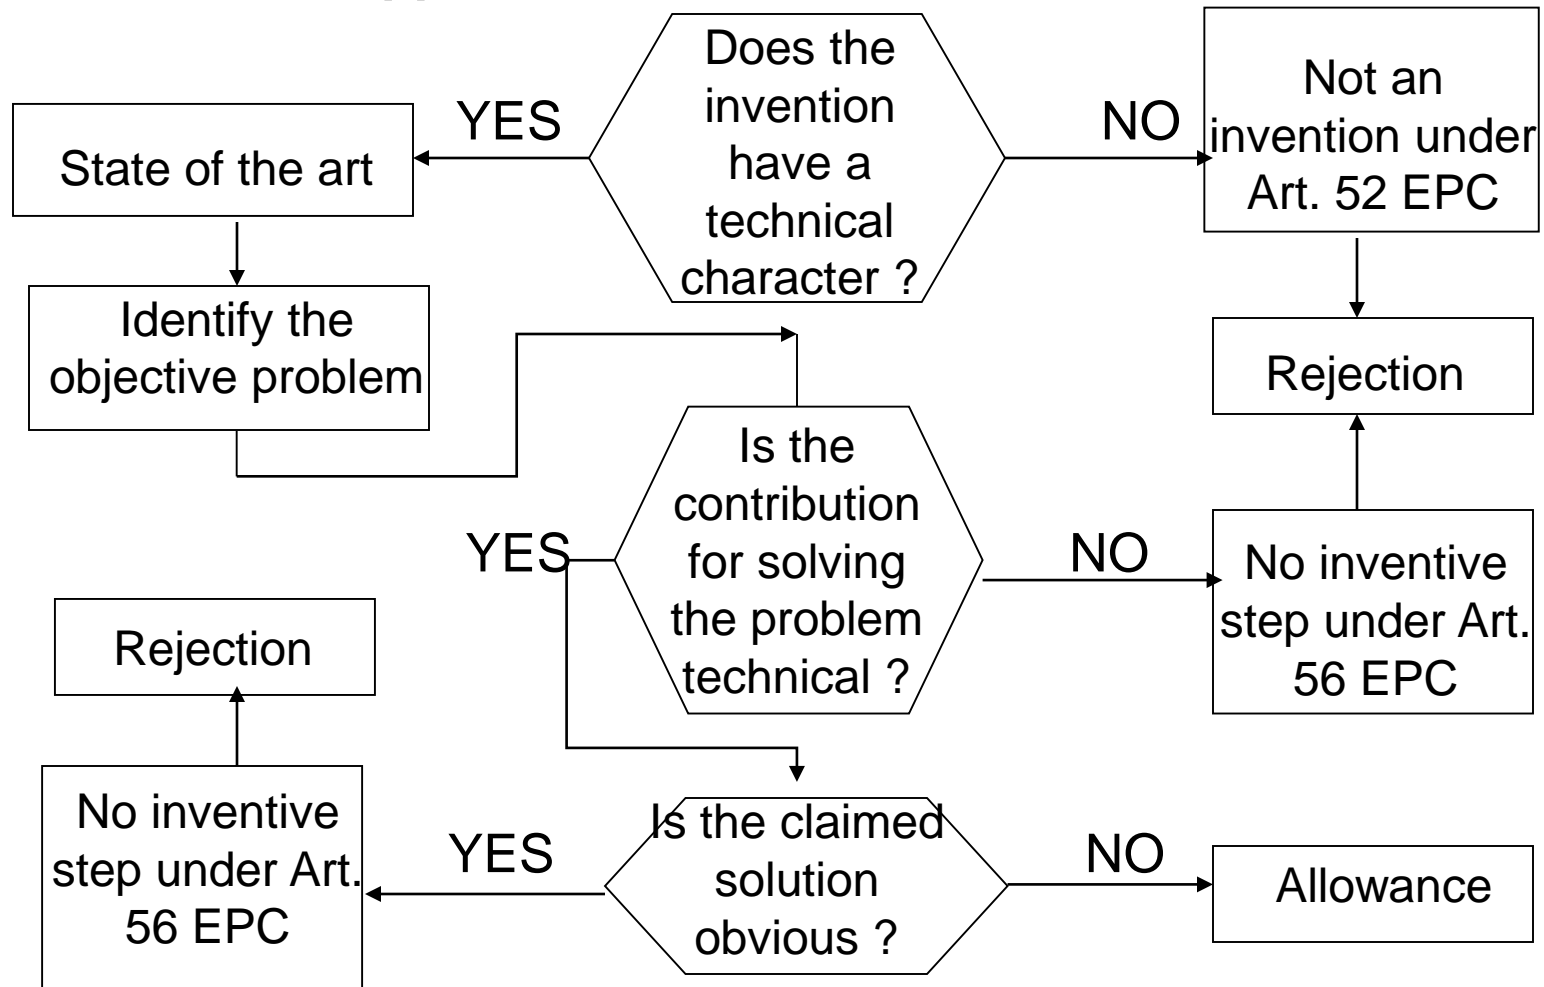 Does the
invention
have a
technical
character ?
YES
NO
State of the art
Not an
invention under
Art. 52 EPC
Identify the
objective problem
Rejection
Is the
contribution
for solving
the problem
technical ?
YES
NO
No inventive
step under Art.
56 EPC
Rejection
Is the claimed
solution
obvious ?
YES
NO
No inventive
step under Art.
56 EPC
Allowance